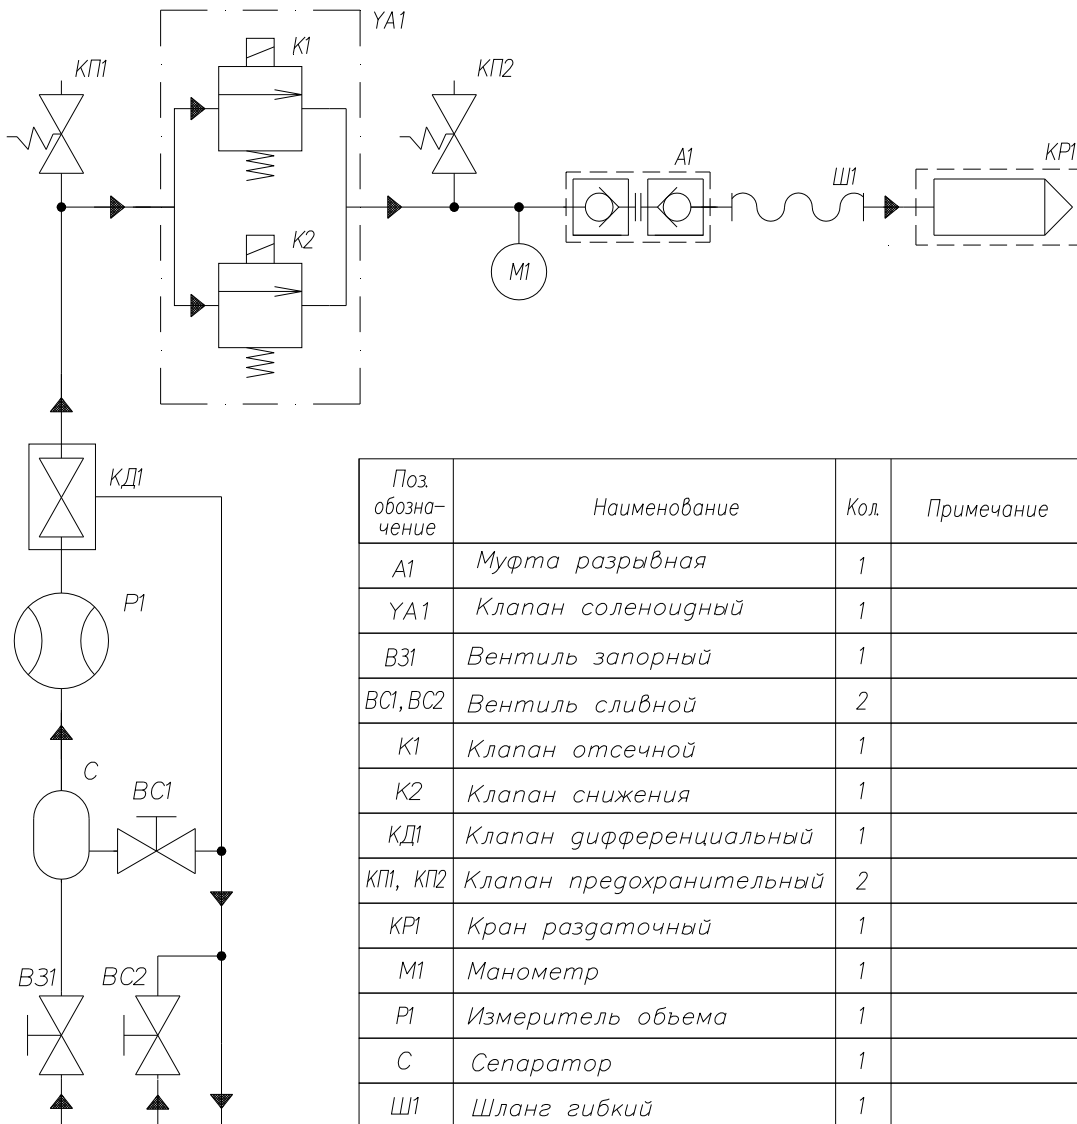 YA1
К1
КП1
КП2
А1
КР1
Ш1
К2
М1
КД1
Р1
С
ВС1
ВЗ1
ВС2
Поз. обозна-чение Наименование Кол. Примечание
А1 Муфта разрывная 1
YA1 Клапан соленоидный 1
ВЗ1 Вентиль запорный 1
ВС1, ВС2 Вентиль сливной 2
К1 Клапан отсечной 1
К2 Клапан снижения 1
КД1 Клапан дифференциальный 1
КП1, КП2 Клапан предохранительный 2
КР1 Кран раздаточный 1
М1 Манометр 1
Р1 Измеритель объема 1
С Сепаратор 1
Ш1 Шланг гибкий 1